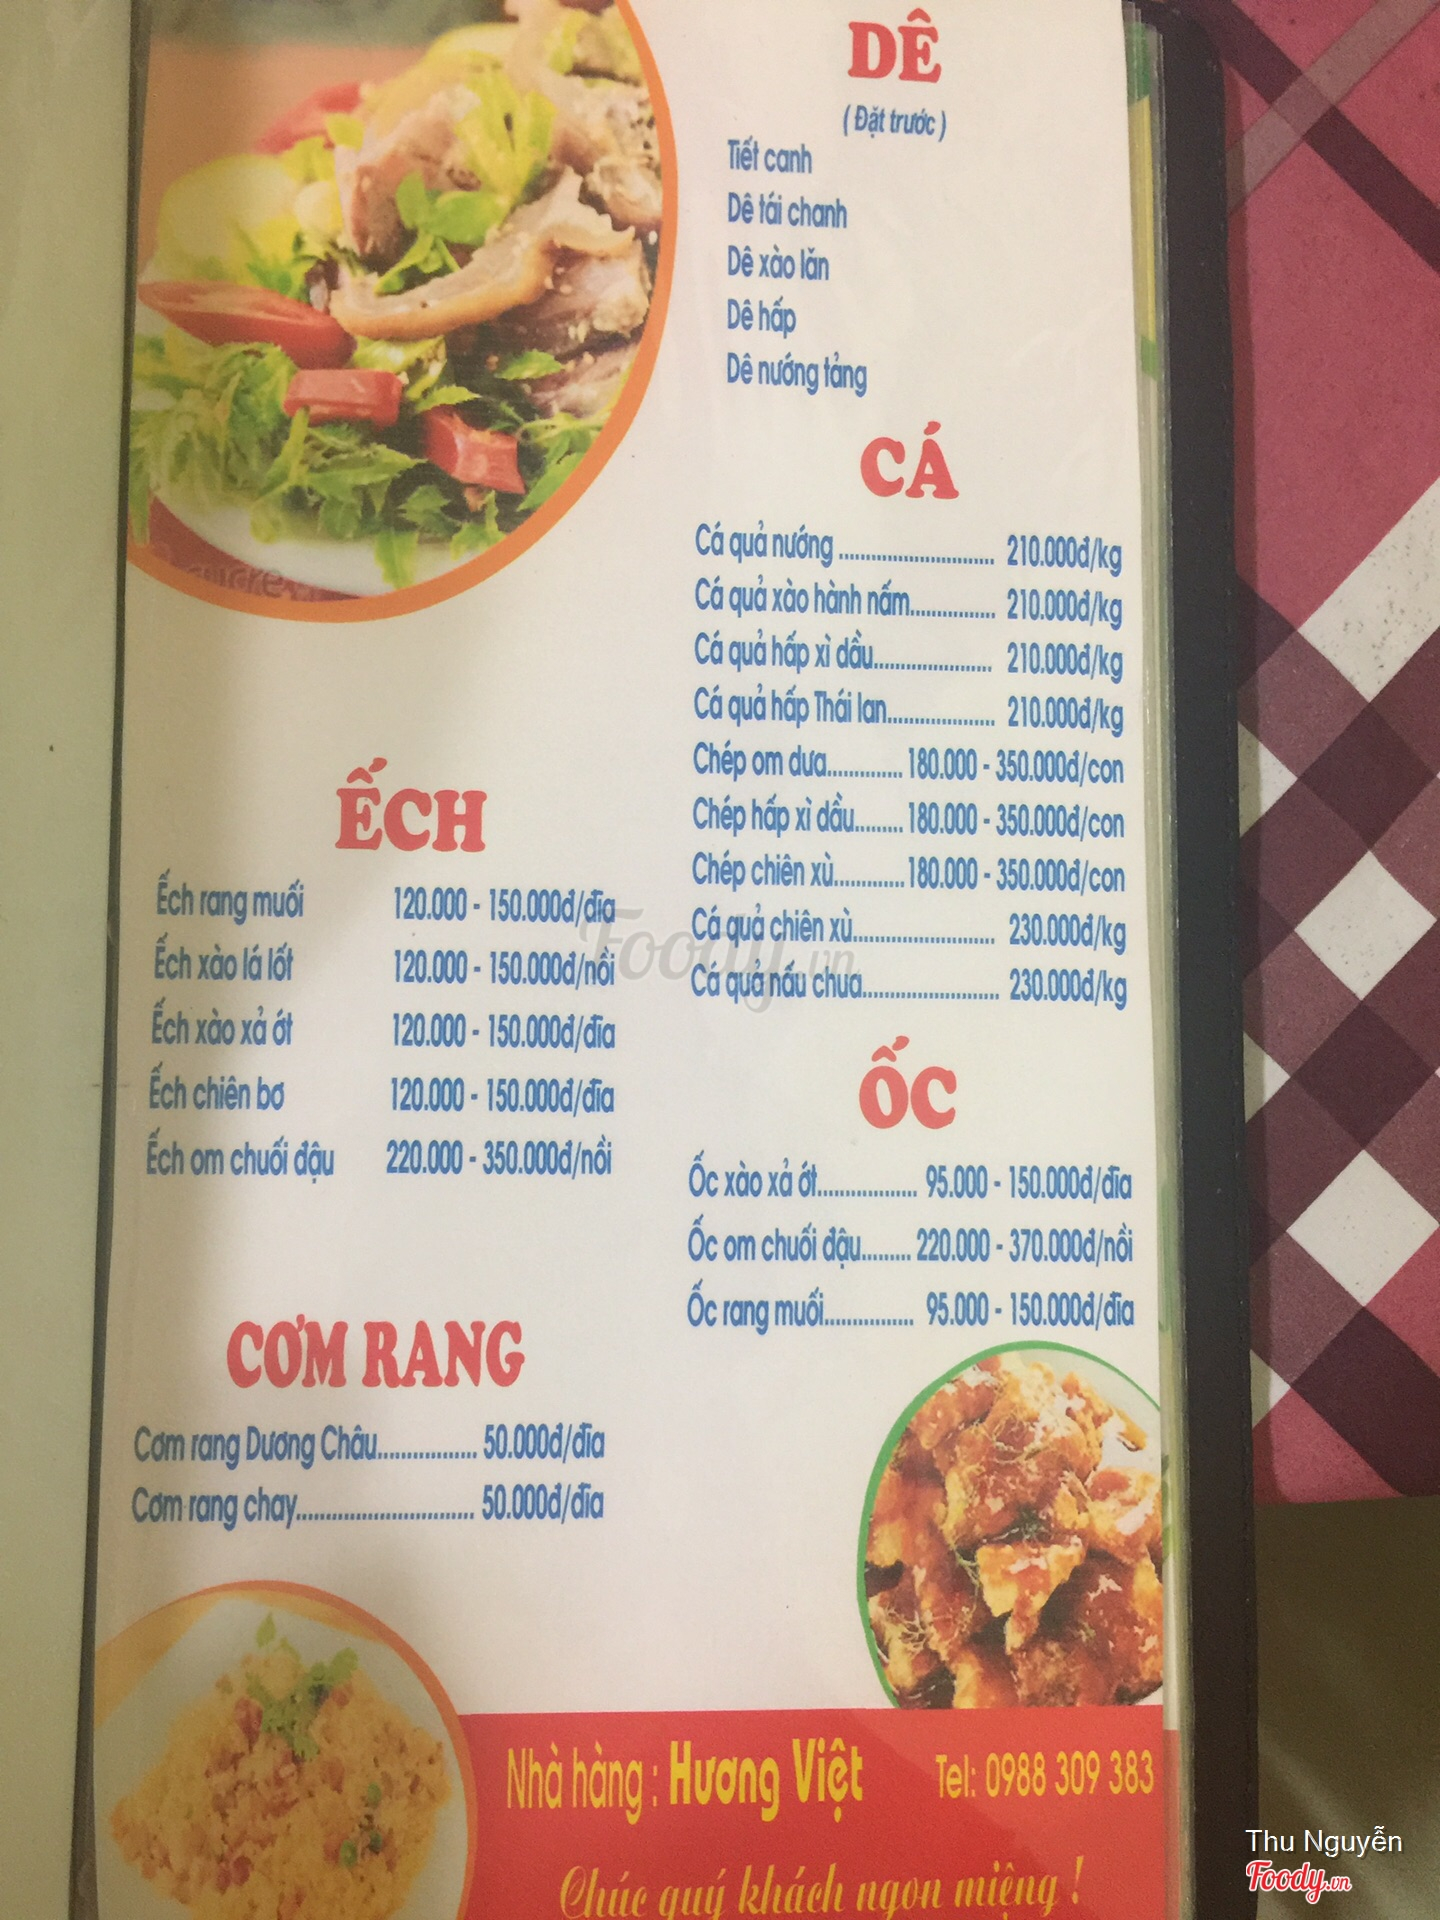 DÊ
( Đặt trước )
Tiết canh
Dê tái chanh
Dê xào lăn
Dê hấp
Dê nướng tảng
CÁ
Cá quả nướng ............................ 210.000đ/kg
Cá quả xào hành nấm............... 210.000đ/kg
Cá quả hấp xì dầu..................... 210.000đ/kg
Cá quả hấp Thái lan................... 210.000đ/kg
Chép om dưa............. 180.000 - 350.000đ/con
Chép hấp xì dầu......... 180.000 - 350.000đ/con
Chép chiên xù............. 180.000 - 350.000đ/con
Cá quả chiên xù......................... 230.000đ/kg
Cá quả nấu chua........................ 230.000đ/kg
ỐC
Ốc xào xả ớt.................. 95.000 - 150.000đ/đĩa
Ốc om chuối đậu......... 220.000 - 370.000đ/nồi
Ốc rang muối................ 95.000 - 150.000đ/đĩa
ẾCH
Ếch rang muối 120.000 - 150.000đ/đĩa
Ếch xào lá lốt 120.000 - 150.000đ/nồi
Ếch xào xả ớt 120.000 - 150.000đ/đĩa
Ếch chiên bơ 120.000 - 150.000đ/đĩa
Ếch om chuối đậu 220.000 - 350.000đ/nồi
CƠM RANG
Cơm rang Dương Châu................. 50.000đ/đĩa
Cơm rang chay.............................. 50.000đ/đĩa
Nhà hàng : Hương Việt Tel: 0988 309 383
Chúc quý khách ngon miệng !
Foody.vn
Thu Nguyễn
Foody.vn